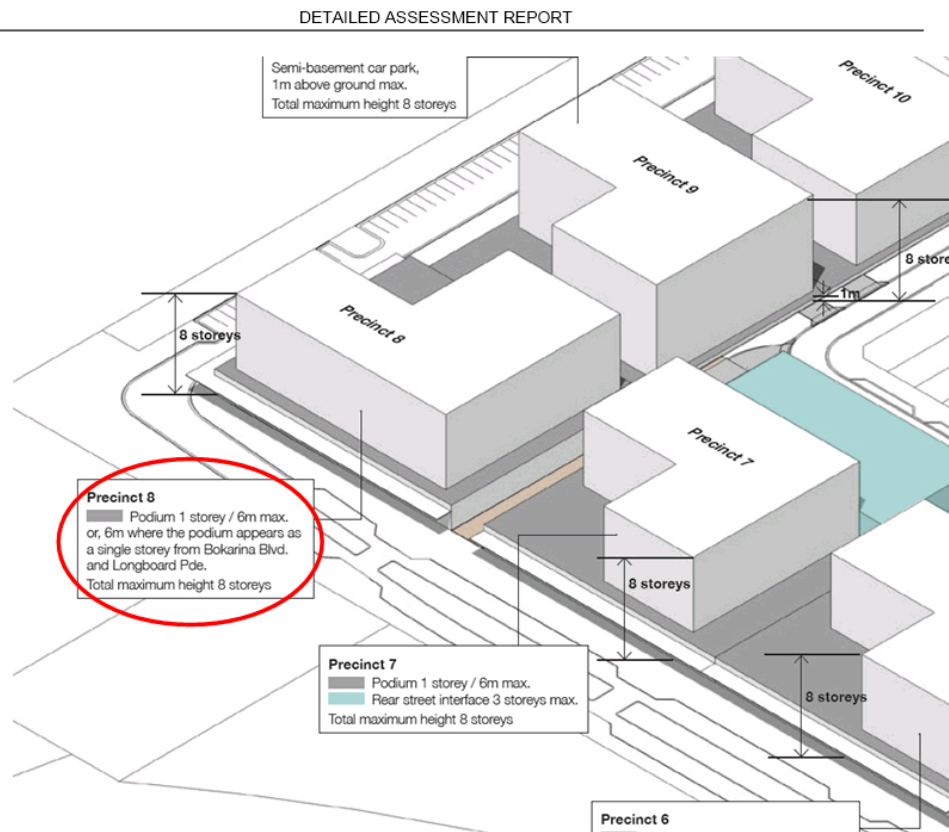 DETAILED ASSESSMENT REPORT
Semi-basement car park,
1m above ground max.
Total maximum height 8 storeys
Precinct 10
Precinct 9
8 store
1m
Precinct 8
8 storeys
Precinct 7
Precinct 8
Podium 1 storey / 6m max.
or, 6m where the podium appears as
a single storey from Bokarina Blvd.
and Longboard Pde.
Total maximum height 8 storeys
8 storeys
Precinct 7
Podium 1 storey / 6m max.
Rear street interface 3 storeys max.
Total maximum height 8 storeys
8 storeys
Precinct 6